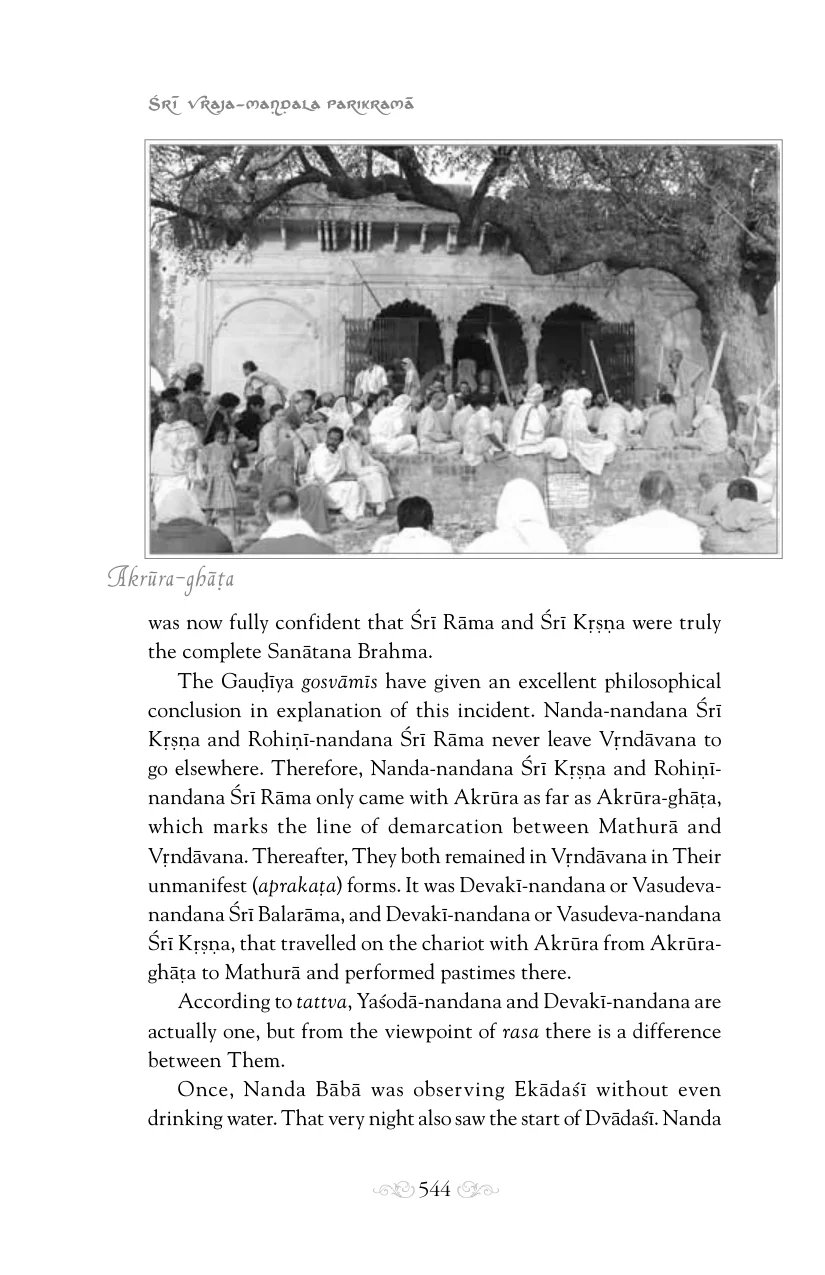 Śrī Vraja-maṇḍala Parikramā
Akrūra-ghāṭa
was now fully confident that Śrī Rāma and Śrī Kṛṣṇa were truly
the complete Sanātana Brahma.
The Gauḍīya gosvāmīs have given an excellent philosophical
conclusion in explanation of this incident. Nanda-nandana Śrī
Kṛṣṇa and Rohiṇī-nandana Śrī Rāma never leave Vṛndāvana to
go elsewhere. Therefore, Nanda-nandana Śrī Kṛṣṇa and Rohiṇī-
nandana Śrī Rāma only came with Akrūra as far as Akrūra-ghāṭa,
which marks the line of demarcation between Mathurā and
Vṛndāvana. Thereafter, They both remained in Vṛndāvana in Their
unmanifest (aprakaṭa) forms. It was Devakī-nandana or Vasudeva-
nandana Śrī Balarāma, and Devakī-nandana or Vasudeva-nandana
Śrī Kṛṣṇa, that travelled on the chariot with Akrūra from Akrūra-
ghāṭa to Mathurā and performed pastimes there.
According to tattva, Yaśodā-nandana and Devakī-nandana are
actually one, but from the viewpoint of rasa there is a difference
between Them.
Once, Nanda Bābā was observing Ekādaśī without even
drinking water. That very night also saw the start of Dvādaśī. Nanda
544